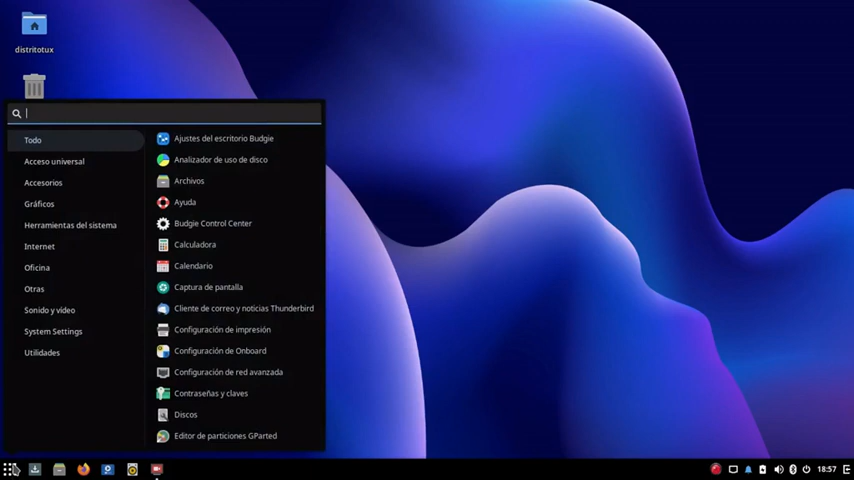 distritotux
Todo
Acceso universal
Accesorios
Gráficos
Herramientas del sistema
Internet
Oficina
Otras
Sonido y vídeo
System Settings
Utilidades
Ajustes del escritorio Budgie
Analizador de uso de disco
Archivos
Ayuda
Budgie Control Center
Calculadora
Calendario
Captura de pantalla
Cliente de correo y noticias Thunderbird
Configuración de impresión
Configuración de Onboard
Configuración de red avanzada
Contraseñas y claves
Discos
Editor de particiones GParted
18:57